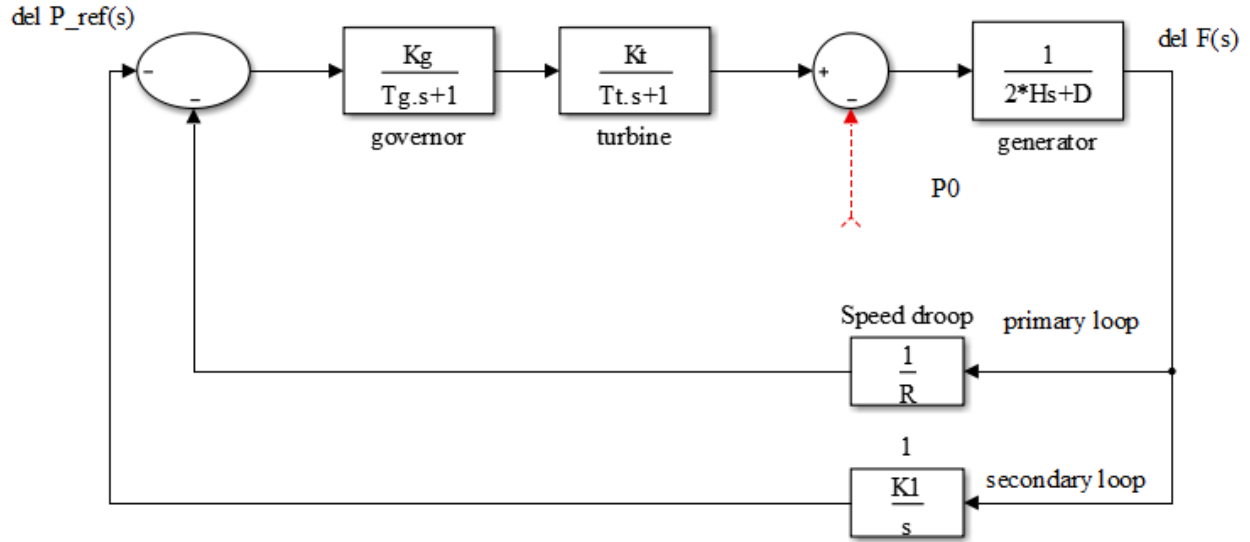 del P_ref(s)
del F(s)
−
−
Kg
Tg.s+1
governor
Kt
Tt.s+1
turbine
+
−
1
2*Hs+D
generator
P0
Speed droop
primary loop
1
R
1
secondary loop
K1
s